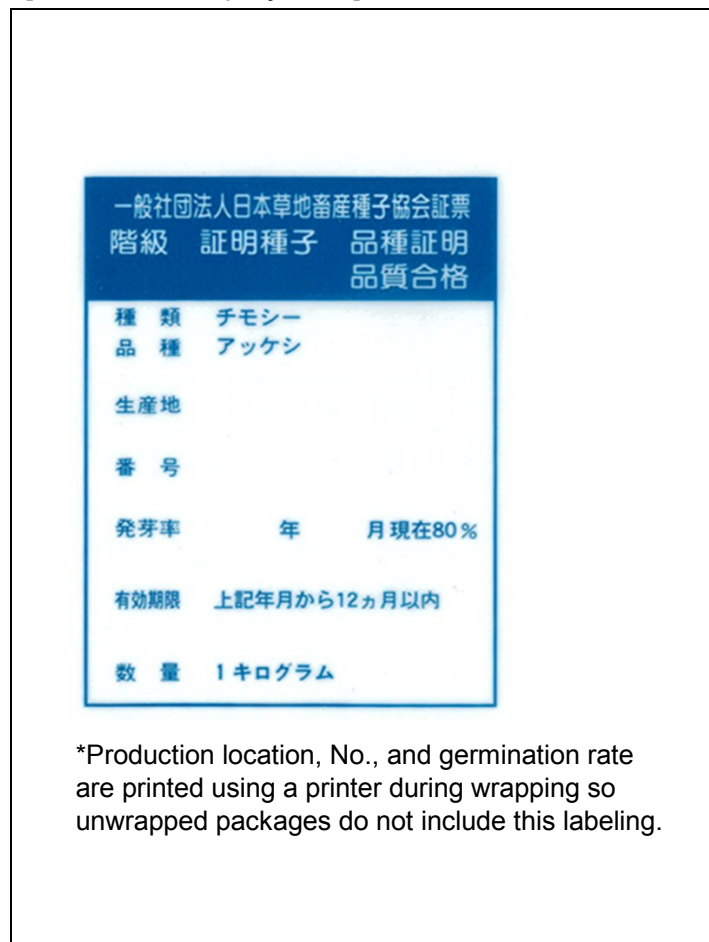 一般社団法人日本草地畜産種子協会証票
階級 証明種子 品種証明
品質合格
種 類 チモシー
品 種 アッケシ
生産地
番 号
発芽率 年 月現在80%
有効期限 上記年月から12ヵ月以内
数 量 1キログラム
*Production location, No., and germination rate
are printed using a printer during wrapping so
unwrapped packages do not include this labeling.